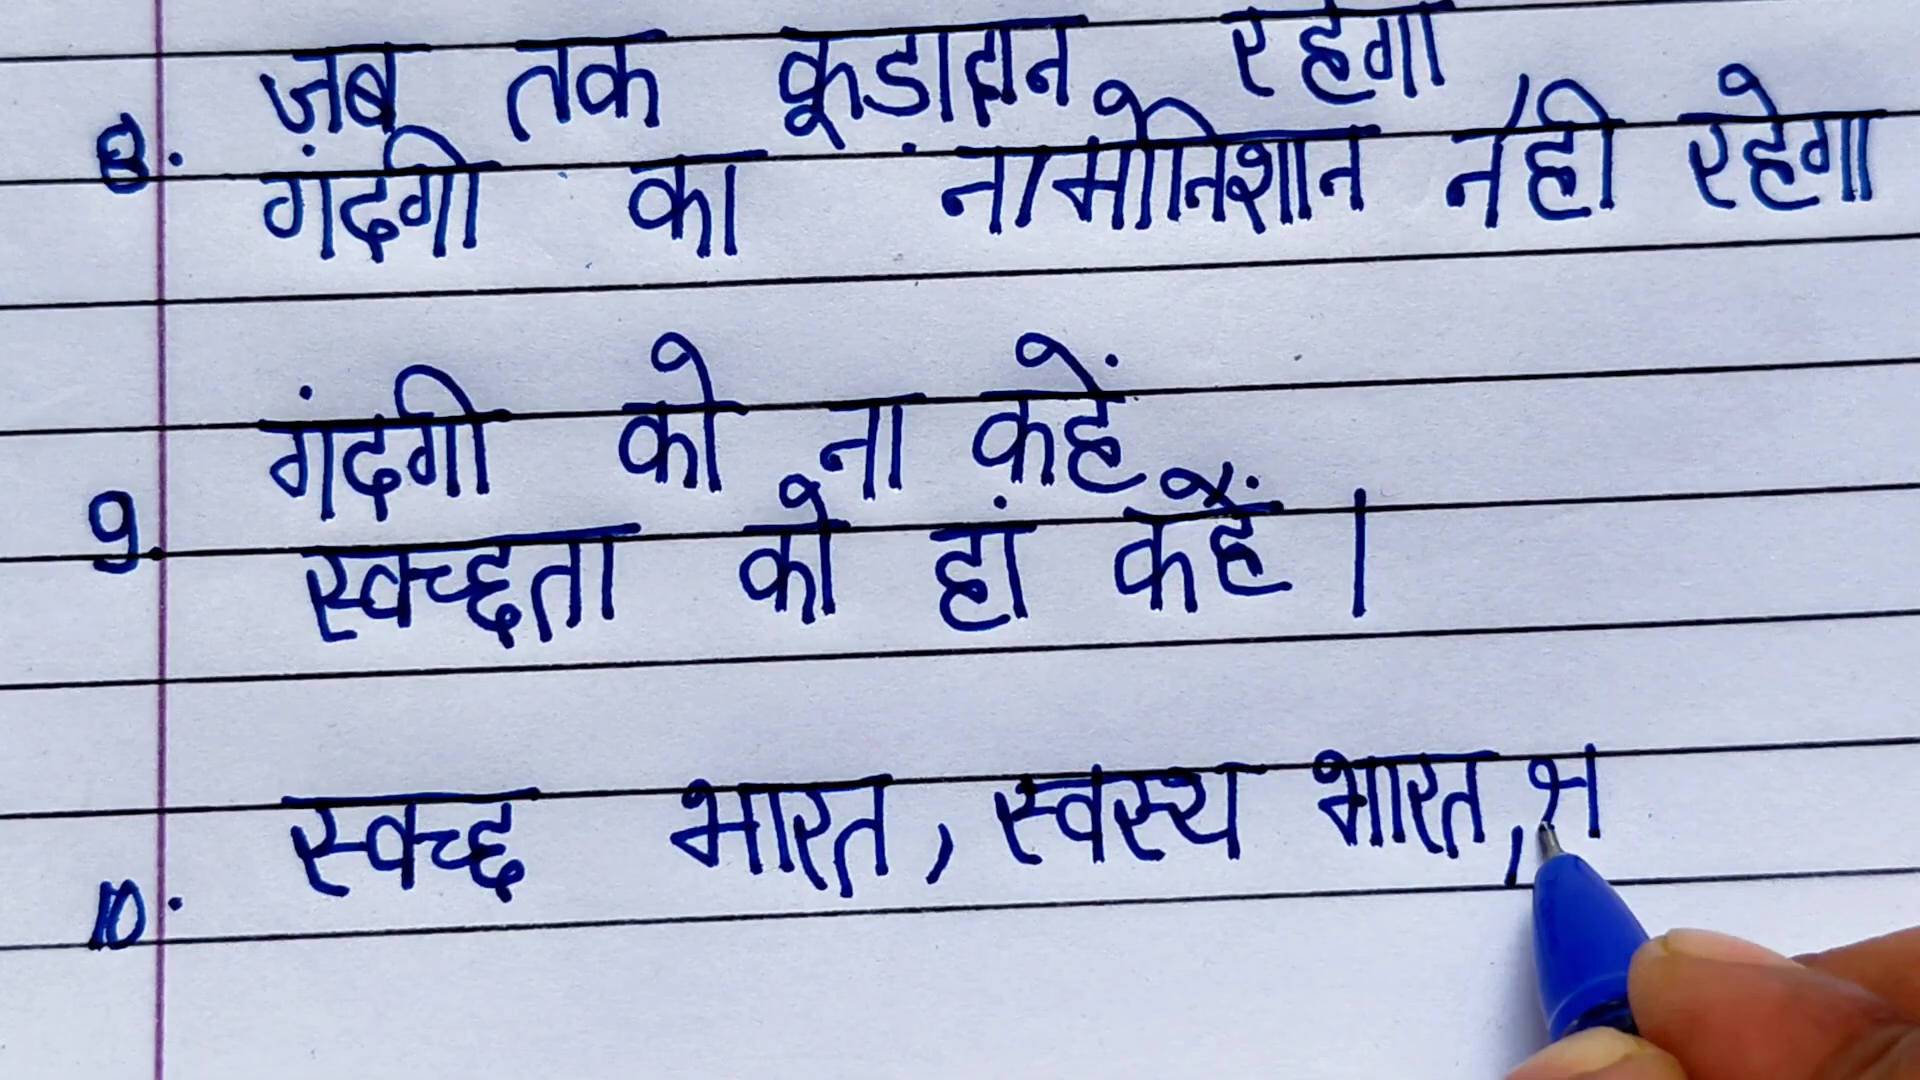 जब तक कूडादान रहेगा
8. गंदगी का नामोनिशान नही रहेगा
गंदगी को ना कहें
9. स्वच्छता को हां कहैं।
10. स्वच्छ भारत, स्वस्थ भारत,